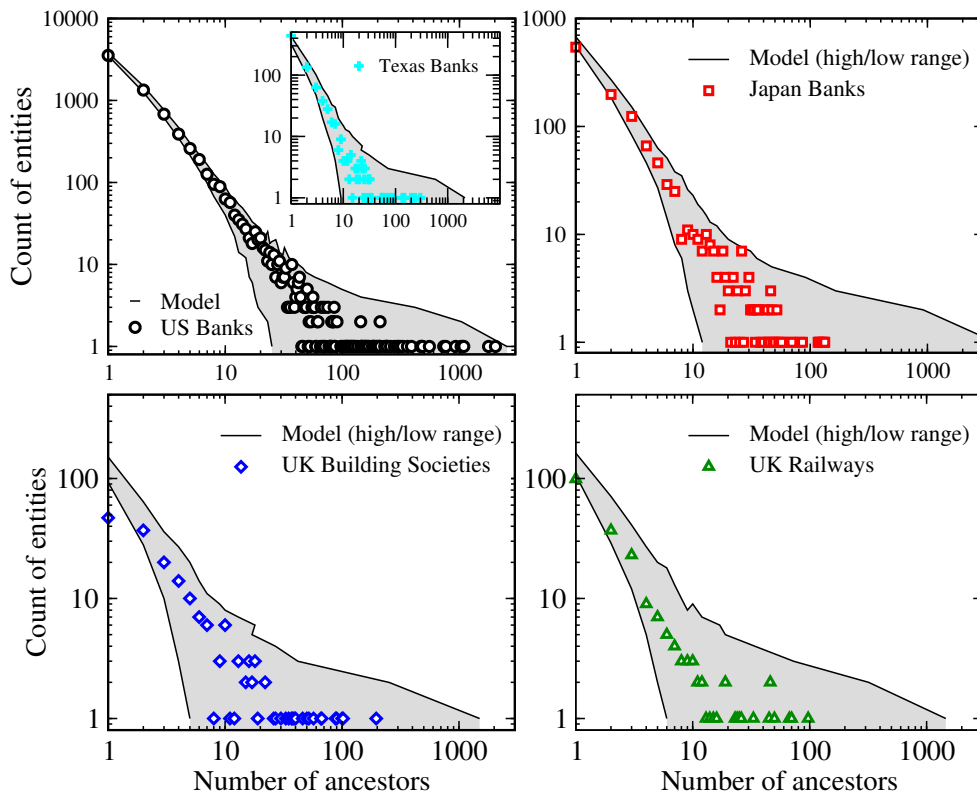 10000
1000
100
10
1
Count of entities
Model
US Banks
1 10 100 1000
100
10
1
Texas Banks
1 10 100 1000
1000
100
10
1
Model (high/low range)
Japan Banks
1 10 100 1000
100
10
1
Count of entities
Model (high/low range)
UK Building Societies
1 10 100 1000
Number of ancestors
100
10
1
Model (high/low range)
UK Railways
1 10 100 1000
Number of ancestors